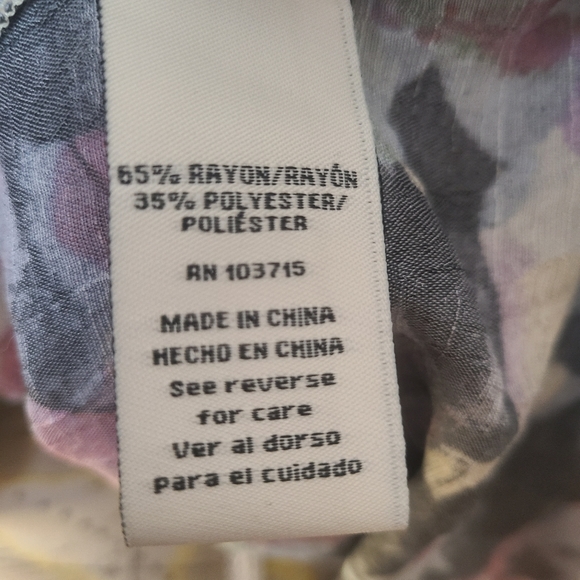 65% RAYON/RAYÓN
35% POLYESTER/
POLIÉSTER
RN 103715
MADE IN CHINA
HECHO EN CHINA
See reverse
for care
Ver al dorso
para el cuidado